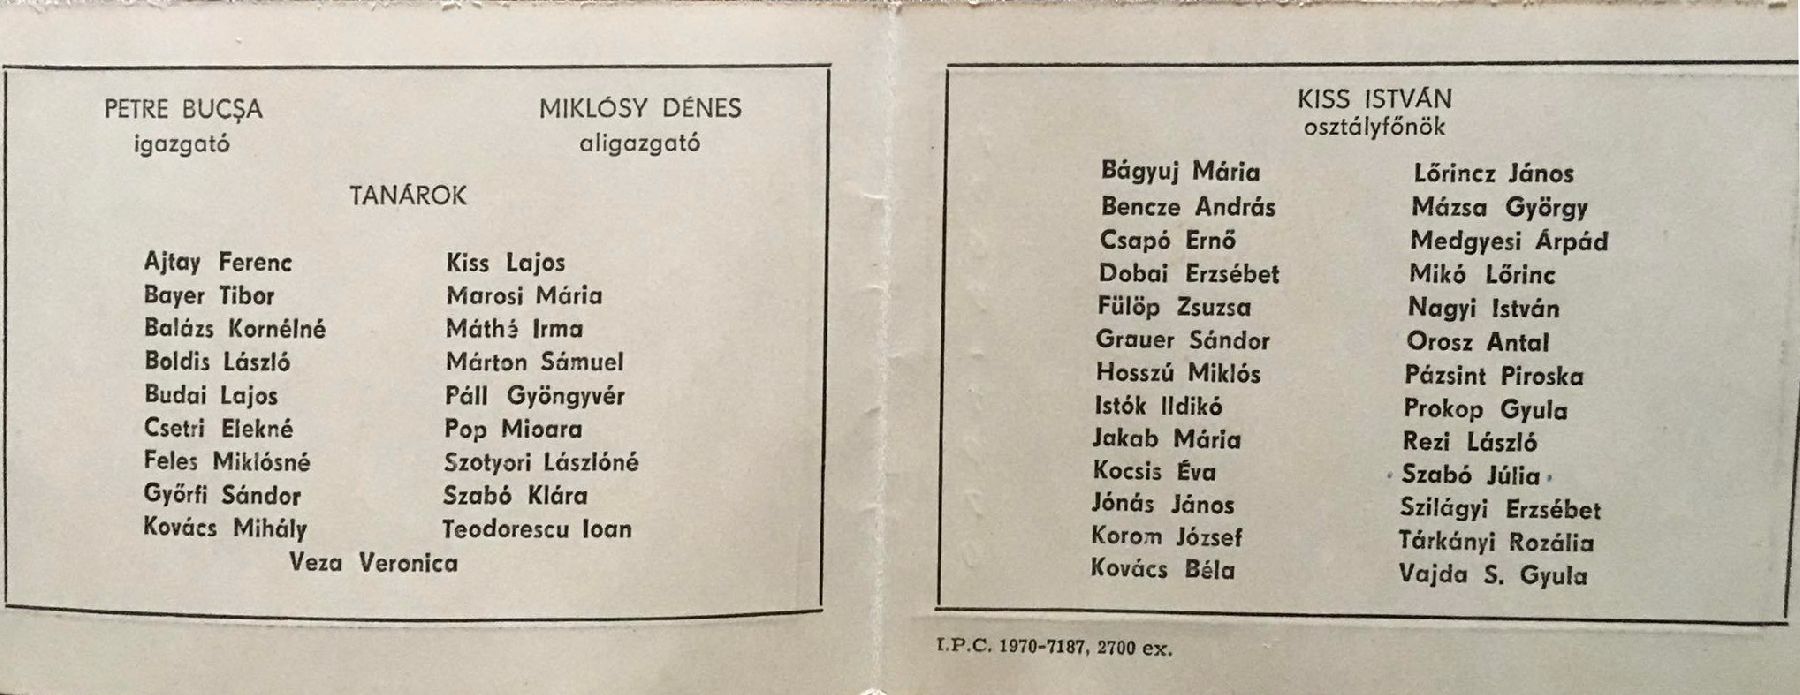 PETRE BUCȘA
igazgató
MIKLÓSY DÉNES
aligazgató
TANÁROK
Ajtay Ferenc
Bayer Tibor
Balázs Kornélné
Boldis László
Budai Lajos
Csetri Elekné
Feles Miklósné
Győrfi Sándor
Kovács Mihály
Kiss Lajos
Marosi Mária
Máthé Irma
Márton Sámuel
Páll Gyöngyvér
Pop Mioara
Szotyori Lászlóné
Szabó Klára
Teodorescu Ioan
Veza Veronica
KISS ISTVÁN
osztályfőnök
Bágyuj Mária
Bencze András
Csapó Ernő
Dobai Erzsébet
Fülöp Zsuzsa
Grauer Sándor
Hosszú Miklós
Istók Ildikó
Jakab Mária
Kocsis Éva
Jónás János
Korom József
Kovács Béla
Lőrincz János
Mázsa György
Medgyesi Árpád
Mikó Lőrinc
Nagyi István
Orosz Antal
Pázsint Piroska
Prokop Gyula
Rezi László
Szabó Júlia
Szilágyi Erzsébet
Tárkányi Rozália
Vajda S. Gyula
I.P.C. 1970-7187, 2700 ex.